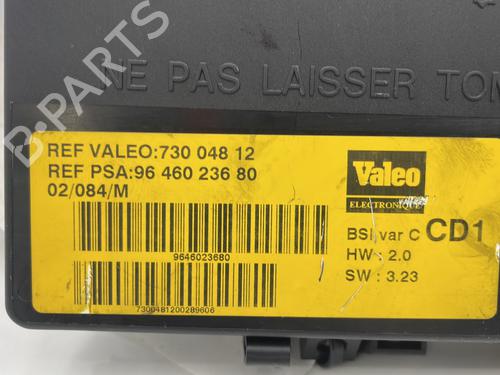 NE PAS LAISSER TOM
REF VALEO:730 048 12
REF PSA:96 460 236 80
02/084/M
9646023680
7300481200289606
Valeo
ELECTRONIQUE
BSI var C CD1
HW : 2.0
SW : 3.23